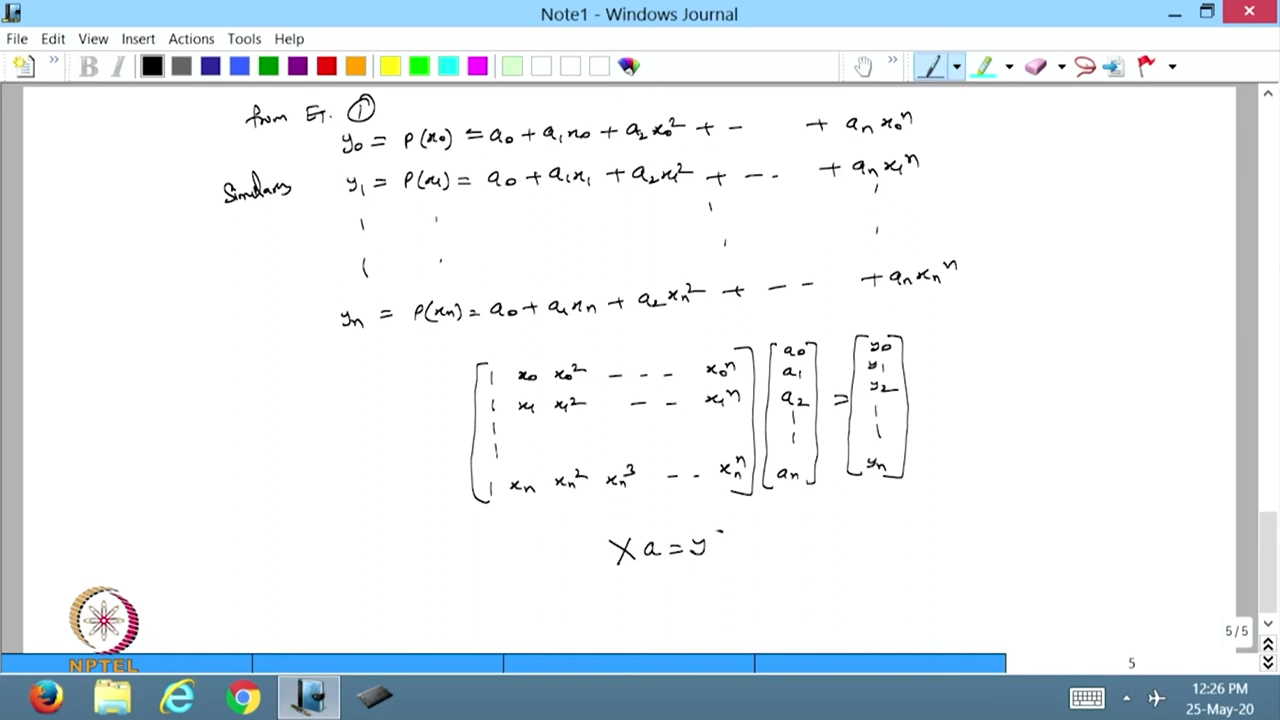 Note1 - Windows Journal
File Edit View Insert Actions Tools Help
B I
from Eq. ①
y₀ = P(x₀) = a₀ + a₁x₀ + a₂x₀² + - + aₙx₀ⁿ
Similarly y₁ = P(x₁) = a₀ + a₁x₁ + a₂x₁² + -- + aₙx₁ⁿ
yₙ = P(xₙ) = a₀ + a₁xₙ + a₂xₙ² + -- + aₙxₙⁿ
1 x₀ x₀² --- x₀ⁿ a₀ y₀
1 x₁ x₁² -- x₁ⁿ a₁ y₁
a₂ = y₂
1 xₙ xₙ² xₙ³ -- xₙⁿ aₙ yₙ
X a = y
5/5
NPTEL
5
12:26 PM
25-May-20